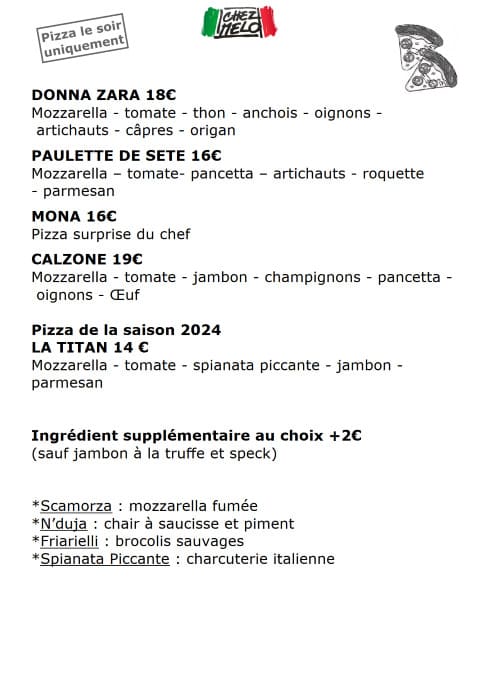 Pizza le soir
uniquement
CHEZ
MELO
DONNA ZARA 18€
Mozzarella - tomate - thon - anchois - oignons -
artichauts - câpres - origan
PAULETTE DE SETE 16€
Mozzarella – tomate- pancetta – artichauts - roquette
- parmesan
MONA 16€
Pizza surprise du chef
CALZONE 19€
Mozzarella - tomate - jambon - champignons - pancetta -
oignons - Œuf
Pizza de la saison 2024
LA TITAN 14 €
Mozzarella - tomate - spianata piccante - jambon -
parmesan
Ingrédient supplémentaire au choix +2€
(sauf jambon à la truffe et speck)
*Scamorza : mozzarella fumée
*N’duja : chair à saucisse et piment
*Friarielli : brocolis sauvages
*Spianata Piccante : charcuterie italienne